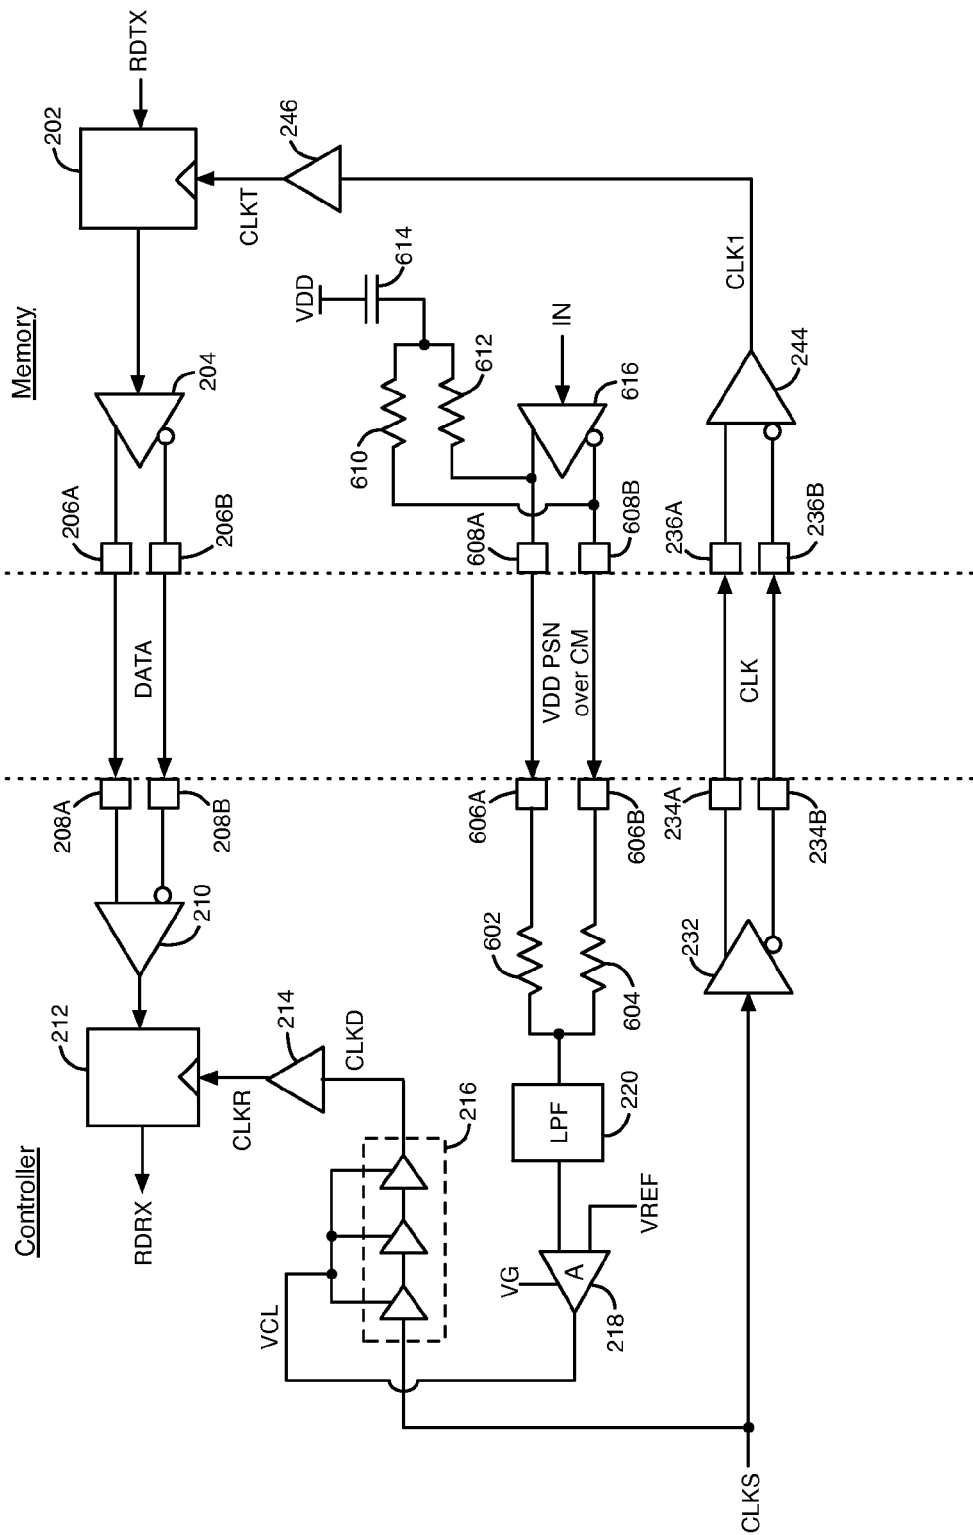 Controller
Memory
RDRX
212
210
208A
208B
DATA
206A
206B
204
202
RDTX
CLKR
214
CLKD
216
VCL
CLKT
246
VDD
614
610
612
IN
616
608A
608B
VDD PSN
over CM
606A
606B
602
604
LPF
220
VREF
VG
A
218
CLKS
232
234A
234B
CLK
236A
236B
244
CLK1